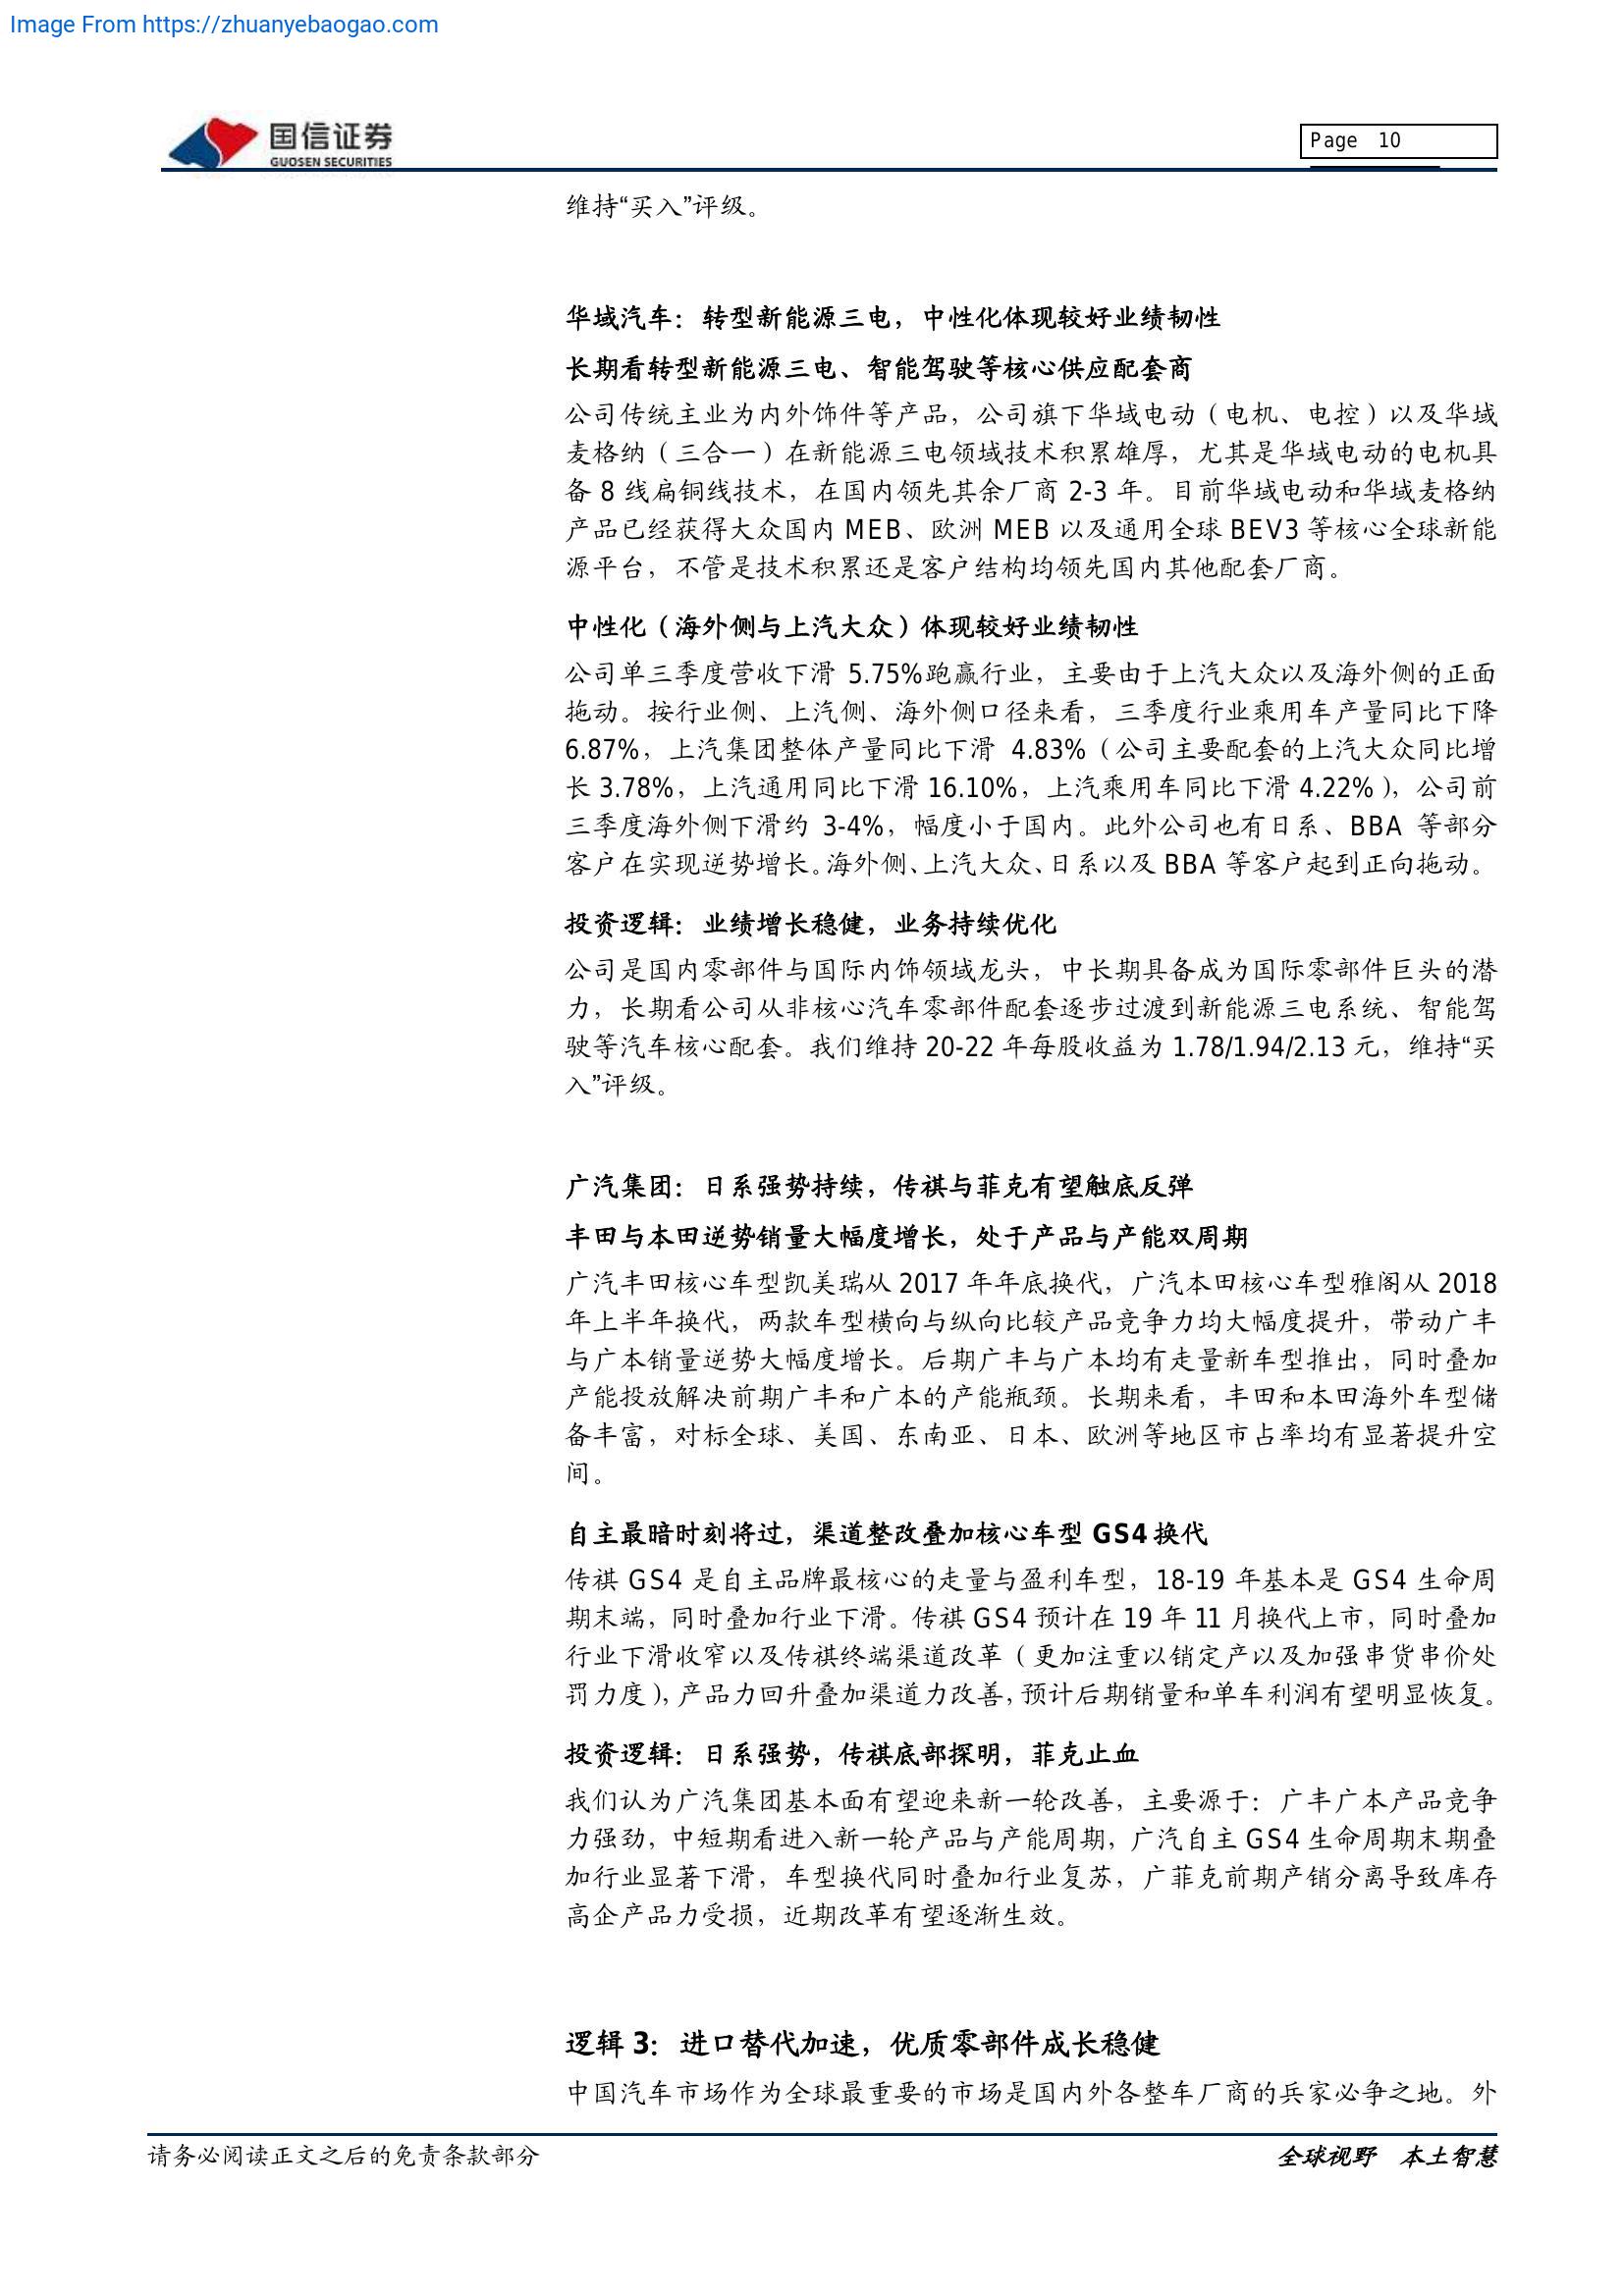 Image From https://zhuanyebaogao.com
国信证券
GUOSEN SECURITIES
Page 10
维持“买入”评级。
华域汽车：转型新能源三电，中性化体现较好业绩韧性
长期看转型新能源三电、智能驾驶等核心供应配套商
公司传统主业为内外饰件等产品，公司旗下华域电动（电机、电控）以及华域
麦格纳（三合一）在新能源三电领域技术积累雄厚，尤其是华域电动的电机具
备 8 线扁铜线技术，在国内领先其余厂商 2-3 年。目前华域电动和华域麦格纳
产品已经获得大众国内 MEB、欧洲 MEB 以及通用全球 BEV3 等核心全球新能
源平台，不管是技术积累还是客户结构均领先国内其他配套厂商。
中性化（海外侧与上汽大众）体现较好业绩韧性
公司单三季度营收下滑 5.75%跑赢行业，主要由于上汽大众以及海外侧的正面
拖动。按行业侧、上汽侧、海外侧口径来看，三季度行业乘用车产量同比下降
6.87%，上汽集团整体产量同比下滑 4.83%（公司主要配套的上汽大众同比增
长 3.78%，上汽通用同比下滑 16.10%，上汽乘用车同比下滑 4.22%），公司前
三季度海外侧下滑约 3-4%，幅度小于国内。此外公司也有日系、BBA 等部分
客户在实现逆势增长。海外侧、上汽大众、日系以及 BBA 等客户起到正向拖动。
投资逻辑：业绩增长稳健，业务持续优化
公司是国内零部件与国际内饰领域龙头，中长期具备成为国际零部件巨头的潜
力，长期看公司从非核心汽车零部件配套逐步过渡到新能源三电系统、智能驾
驶等汽车核心配套。我们维持 20-22 年每股收益为 1.78/1.94/2.13 元，维持“买
入”评级。
广汽集团：日系强势持续，传祺与菲克有望触底反弹
丰田与本田逆势销量大幅度增长，处于产品与产能双周期
广汽丰田核心车型凯美瑞从 2017 年年底换代，广汽本田核心车型雅阁从 2018
年上半年换代，两款车型横向与纵向比较产品竞争力均大幅度提升，带动广丰
与广本销量逆势大幅度增长。后期广丰与广本均有走量新车型推出，同时叠加
产能投放解决前期广丰和广本的产能瓶颈。长期来看，丰田和本田海外车型储
备丰富，对标全球、美国、东南亚、日本、欧洲等地区市占率均有显著提升空
间。
自主最暗时刻将过，渠道整改叠加核心车型 GS4 换代
传祺 GS4 是自主品牌最核心的走量与盈利车型，18-19 年基本是 GS4 生命周
期末端，同时叠加行业下滑。传祺 GS4 预计在 19 年 11 月换代上市，同时叠加
行业下滑收窄以及传祺终端渠道改革（更加注重以销定产以及加强串货串价处
罚力度），产品力回升叠加渠道力改善，预计后期销量和单车利润有望明显恢复。
投资逻辑：日系强势，传祺底部探明，菲克止血
我们认为广汽集团基本面有望迎来新一轮改善，主要源于：广丰广本产品竞争
力强劲，中短期看进入新一轮产品与产能周期，广汽自主 GS4 生命周期末期叠
加行业显著下滑，车型换代同时叠加行业复苏，广菲克前期产销分离导致库存
高企产品力受损，近期改革有望逐渐生效。
逻辑 3：进口替代加速，优质零部件成长稳健
中国汽车市场作为全球最重要的市场是国内外各整车厂商的兵家必争之地。外
请务必阅读正文之后的免责条款部分
全球视野 本土智慧